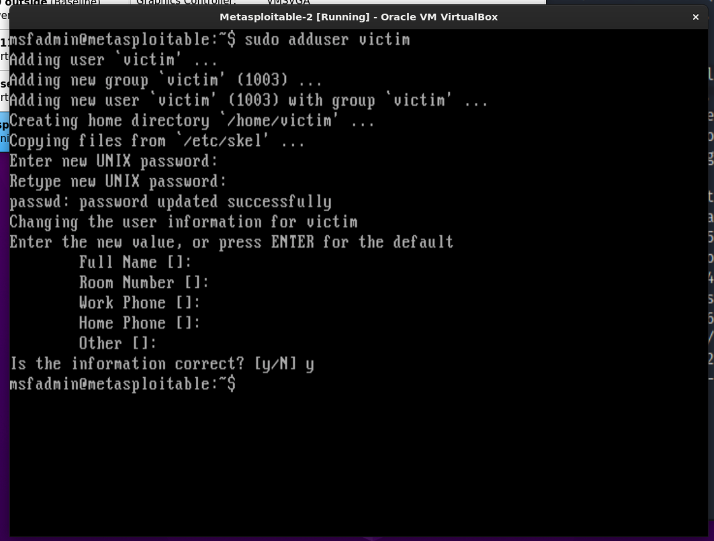 Metasploitable-2 [Running] - Oracle VM VirtualBox
msfadmin@metasploitable:~$ sudo adduser victim
Adding user `victim' ...
Adding new group `victim' (1003) ...
Adding new user `victim' (1003) with group `victim' ...
Creating home directory `/home/victim' ...
Copying files from `/etc/skel' ...
Enter new UNIX password:
Retype new UNIX password:
passwd: password updated successfully
Changing the user information for victim
Enter the new value, or press ENTER for the default
Full Name []:
Room Number []:
Work Phone []:
Home Phone []:
Other []:
Is the information correct? [y/N] y
msfadmin@metasploitable:~$